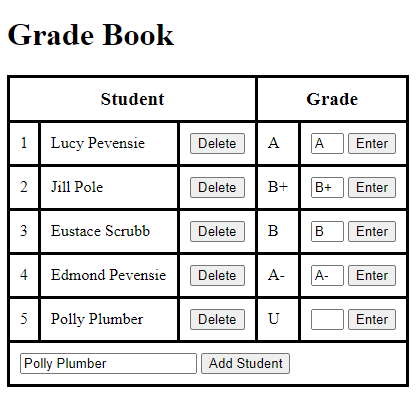 Grade Book
Student Grade
1 Lucy Pevensie Delete A A Enter
2 Jill Pole Delete B+ B+ Enter
3 Eustace Scrubb Delete B B Enter
4 Edmond Pevensie Delete A- A- Enter
5 Polly Plumber Delete U Enter
Polly Plumber Add Student